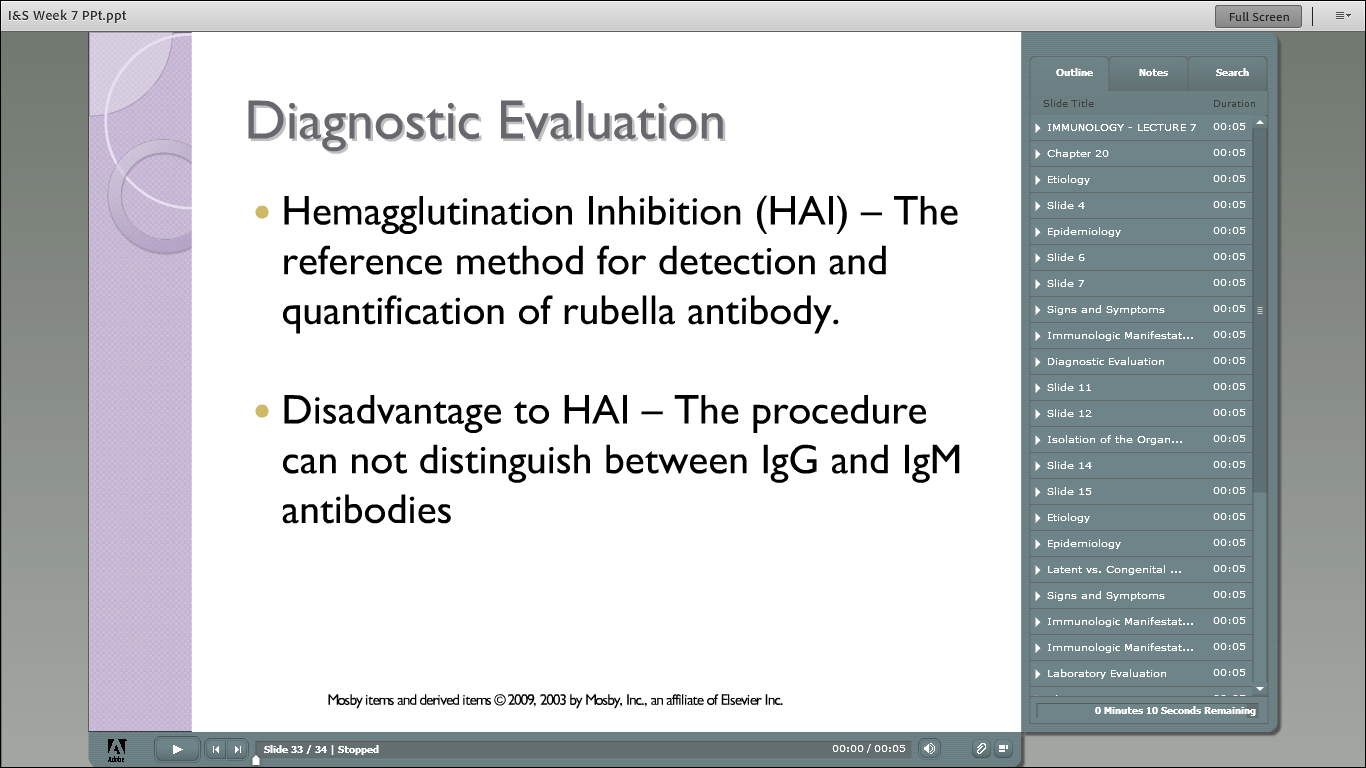 I&S Week 7 PPt.ppt
Full Screen
Diagnostic Evaluation
Hemagglutination Inhibition (HAI) – The
reference method for detection and
quantification of rubella antibody.
Disadvantage to HAI – The procedure
can not distinguish between IgG and IgM
antibodies
Mosby items and derived items © 2009, 2003 by Mosby, Inc., an affiliate of Elsevier Inc.
Outline Notes Search
Slide Title Duration
IMMUNOLOGY - LECTURE 7 00:05
Chapter 20 00:05
Etiology 00:05
Slide 4 00:05
Epidemiology 00:05
Slide 6 00:05
Slide 7 00:05
Signs and Symptoms 00:05
Immunologic Manifestat... 00:05
Diagnostic Evaluation 00:05
Slide 11 00:05
Slide 12 00:05
Isolation of the Organ... 00:05
Slide 14 00:05
Slide 15 00:05
Etiology 00:05
Epidemiology 00:05
Latent vs. Congenital ... 00:05
Signs and Symptoms 00:05
Immunologic Manifestat... 00:05
Immunologic Manifestat... 00:05
Laboratory Evaluation 00:05
0 Minutes 10 Seconds Remaining
Adobe
Slide 33 / 34 | Stopped 00:00 / 00:05